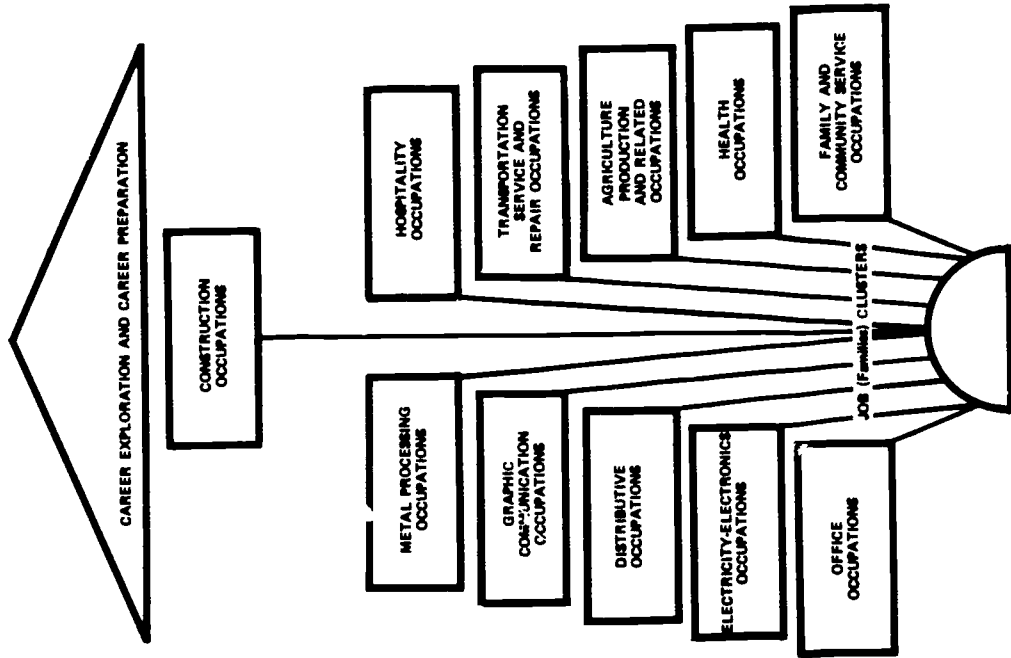 CAREER EXPLORATION AND CAREER PREPARATION
CONSTRUCTION
OCCUPATIONS
HOSPITALITY
OCCUPATIONS
TRANSPORTATION
SERVICE AND
REPAIR OCCUPATIONS
AGRICULTURE
PRODUCTION
AND RELATED
OCCUPATIONS
HEALTH
OCCUPATIONS
FAMILY AND
COMMUNITY SERVICE
OCCUPATIONS
METAL PROCESSING
OCCUPATIONS
GRAPHIC
COMMUNICATION
OCCUPATIONS
DISTRIBUTIVE
OCCUPATIONS
ELECTRICITY-ELECTRONICS
OCCUPATIONS
OFFICE
OCCUPATIONS
JOB (Families) CLUSTERS